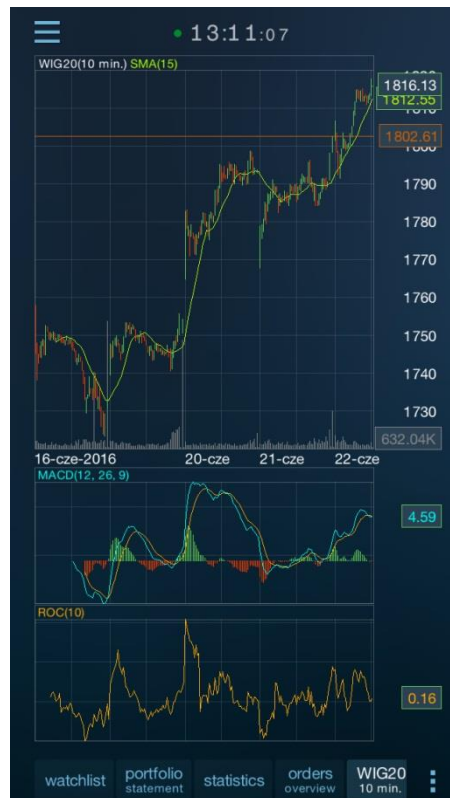 13:11:07
WIG20(10 min.) SMA(15)
1816.13
1812.55
1810
1802.61
1800
1790
1780
1770
1760
1750
1740
1730
632.04K
16-cze-2016 20-cze 21-cze 22-cze
MACD(12, 26, 9)
4.59
ROC(10)
0.16
watchlist portfolio statement statistics orders overview WIG20 10 min.